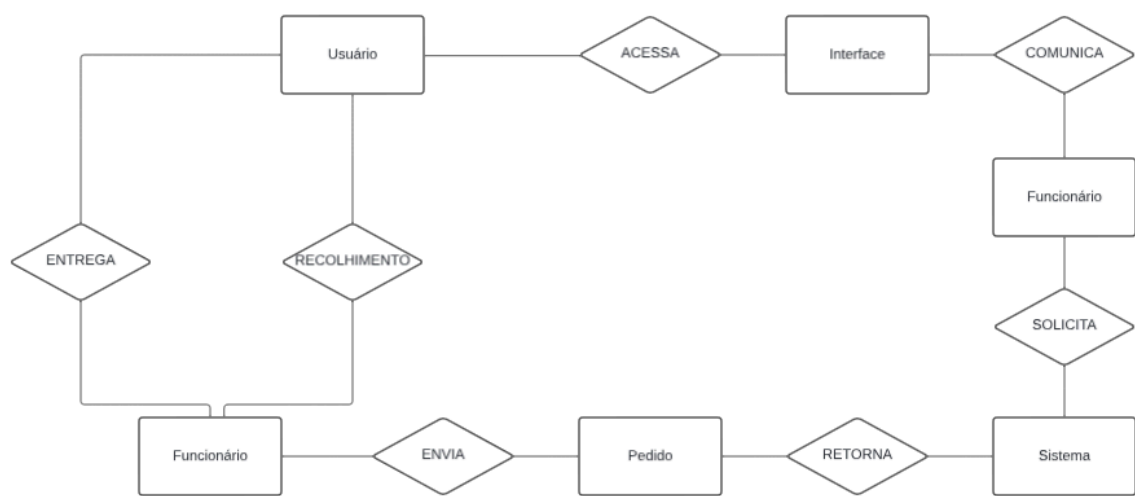 Usuário
ACESSA
Interface
COMUNICA
Funcionário
ENTREGA
RECOLHIMENTO
SOLICITA
Funcionário
ENVIA
Pedido
RETORNA
Sistema